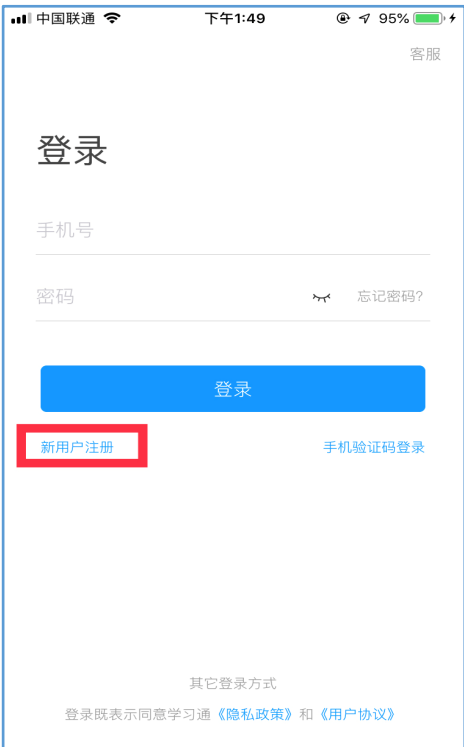 中国联通 下午1:49 95%
客服
登录
手机号
密码 忘记密码?
登录
新用户注册 手机验证码登录
其它登录方式
登录既表示同意学习通《隐私政策》和《用户协议》